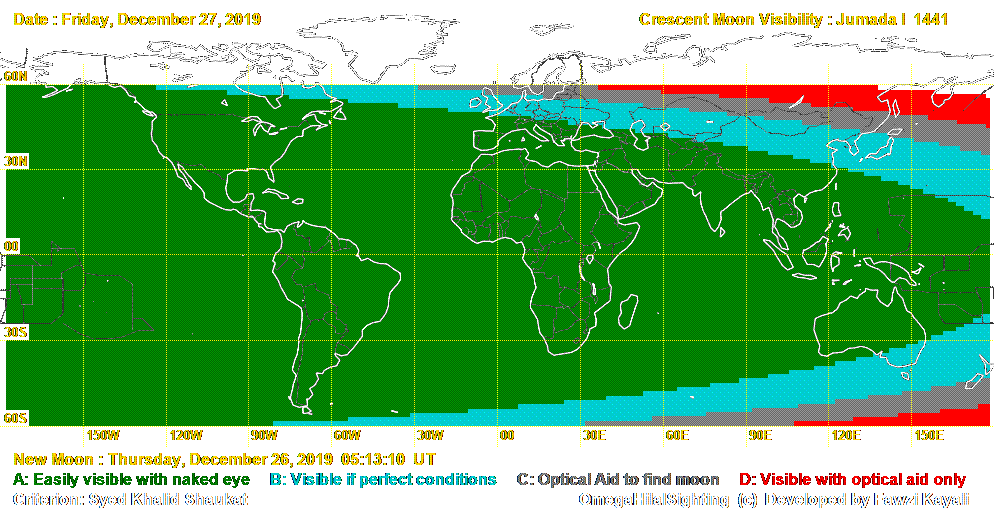 Date : Friday, December 27, 2019 Crescent Moon Visibility : Jumada I 1441
60N
30N
00
30S
60S
150W 120W 90W 60W 30W 00 30E 60E 90E 120E 150E
New Moon : Thursday, December 26, 2019 05:13:10 UT
A: Easily visible with naked eye B: Visible if perfect conditions C: Optical Aid to find moon D: Visible with optical aid only
Criterion: Syed Khalid Shaukat OmegaHilalSighting (c) Developed by Fawzi Kayali